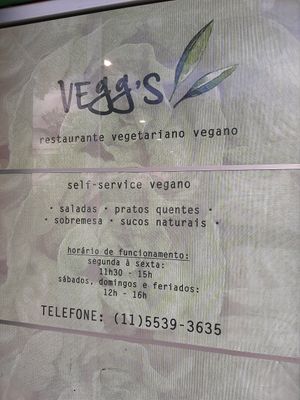 VEgg's
restaurante vegetariano vegano
self-service vegano
• saladas • pratos quentes •
• sobremesa • sucos naturais •
horário de funcionamento:
segunda à sexta:
11h30 - 15h
sábados, domingos e feriados:
12h - 16h
TELEFONE: (11)5539-3635